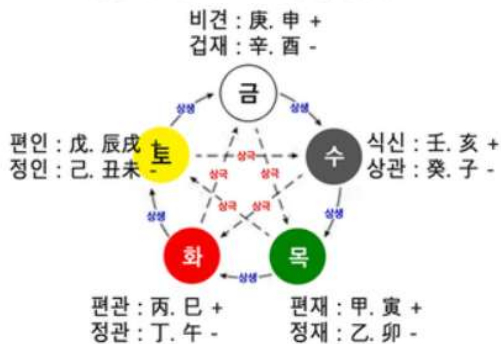 비견 : 庚. 申 +
겁재 : 辛. 酉 -
금
상생
상생
편인 : 戊. 辰戌 +
정인 : 己. 丑未 -
토
상극
수
식신 : 壬. 亥 +
상관 : 癸. 子 -
상극
상극
상극
상극
상생
상생
화
목
상생
편관 : 丙. 巳 +
정관 : 丁. 午 -
편재 : 甲. 寅 +
정재 : 乙. 卯 -